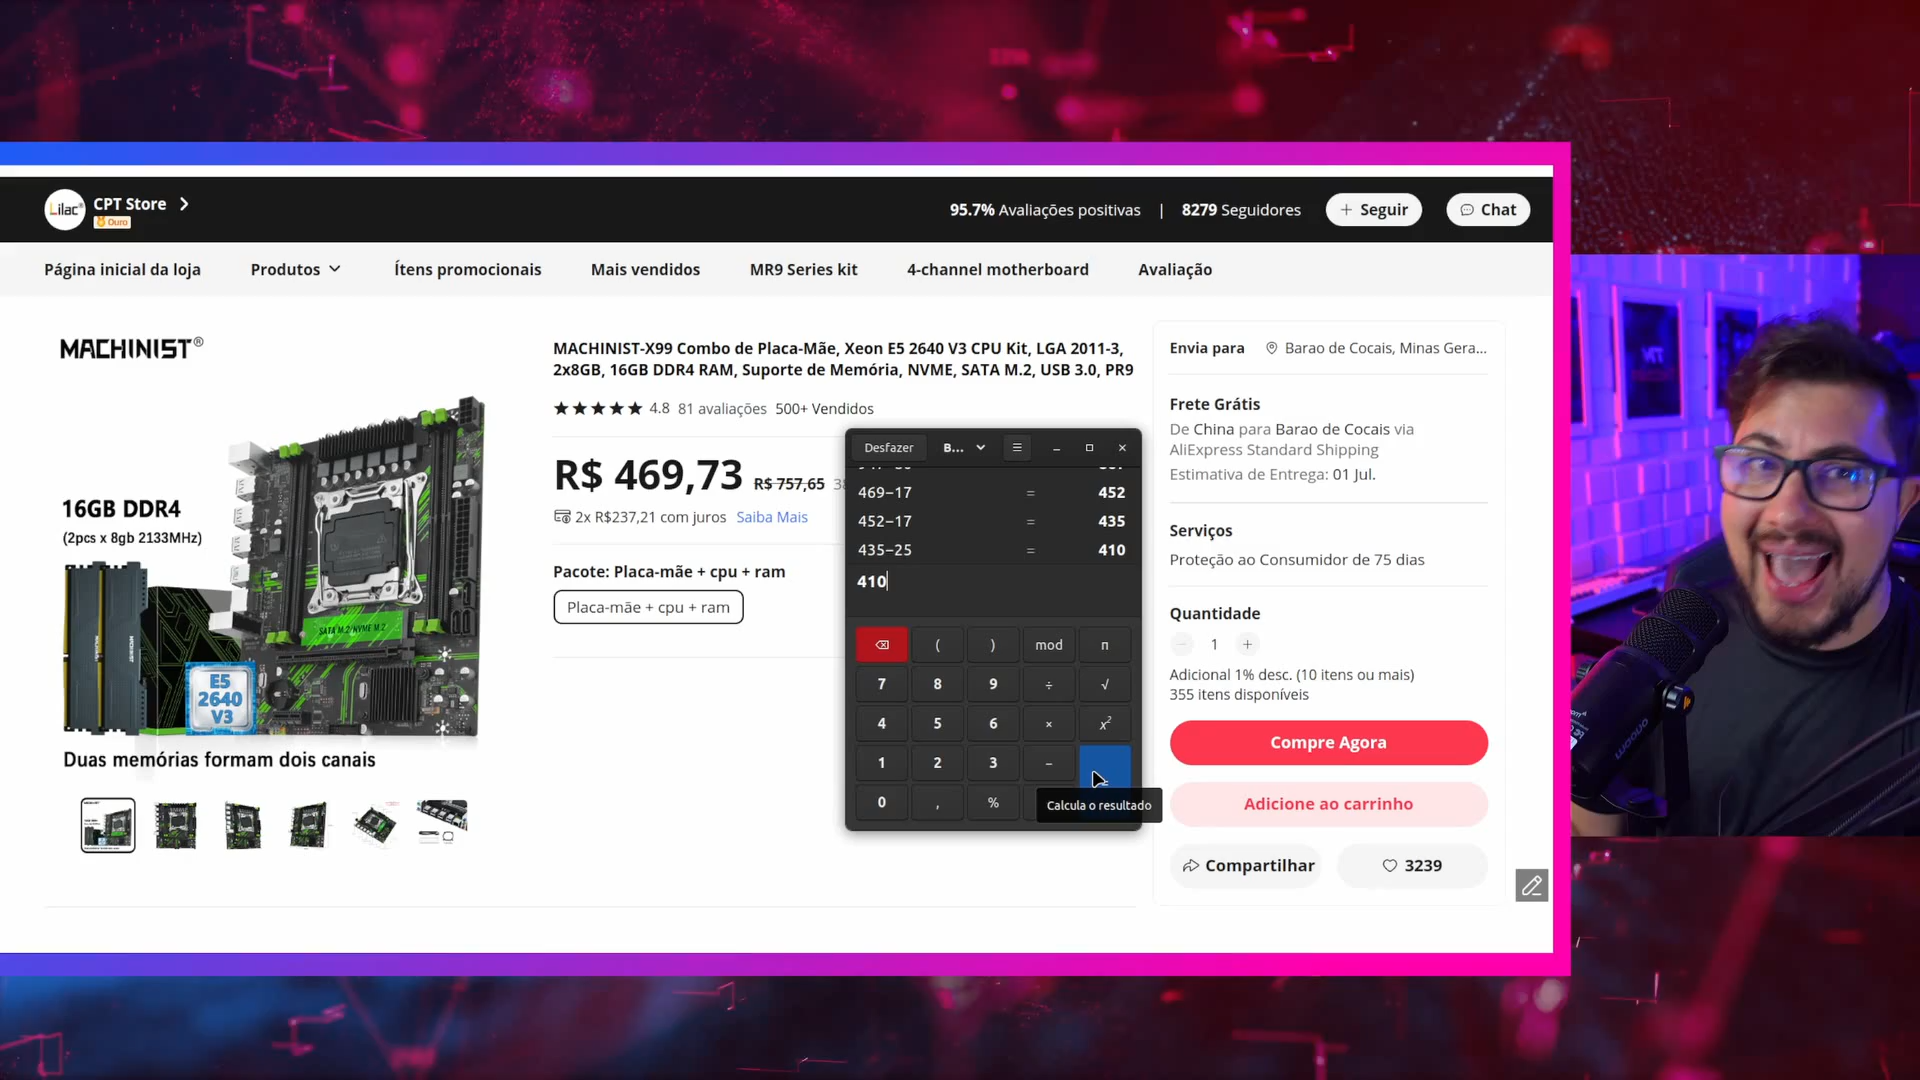 Lilac
CPT Store
Ouro
95.7% Avaliações positivas | 8279 Seguidores
+ Seguir
Chat
Página inicial da loja
Produtos
Ítens promocionais
Mais vendidos
MR9 Series kit
4-channel motherboard
Avaliação
MACHINIST®
16GB DDR4
(2pcs x 8gb 2133MHz)
SATA M.2/NVME M.2
E5
2640
V3
Duas memórias formam dois canais
MACHINIST-X99 Combo de Placa-Mãe, Xeon E5 2640 V3 CPU Kit, LGA 2011-3,
2x8GB, 16GB DDR4 RAM, Suporte de Memória, NVME, SATA M.2, USB 3.0, PR9
4.8 81 avaliações 500+ Vendidos
R$ 469,73 R$ 757,65
2x R$237,21 com juros Saiba Mais
Pacote: Placa-mãe + cpu + ram
Placa-mãe + cpu + ram
Desfazer
B...
469−17 = 452
452−17 = 435
435−25 = 410
410
( ) mod π
7 8 9 ÷ √
4 5 6 × x²
1 2 3 − =
0 , %
Calcula o resultado
Envia para Barao de Cocais, Minas Gera...
Frete Grátis
De China para Barao de Cocais via
AliExpress Standard Shipping
Estimativa de Entrega: 01 Jul.
Serviços
Proteção ao Consumidor de 75 dias
Quantidade
− 1 +
Adicional 1% desc. (10 itens ou mais)
355 itens disponíveis
Compre Agora
Adicione ao carrinho
Compartilhar
3239